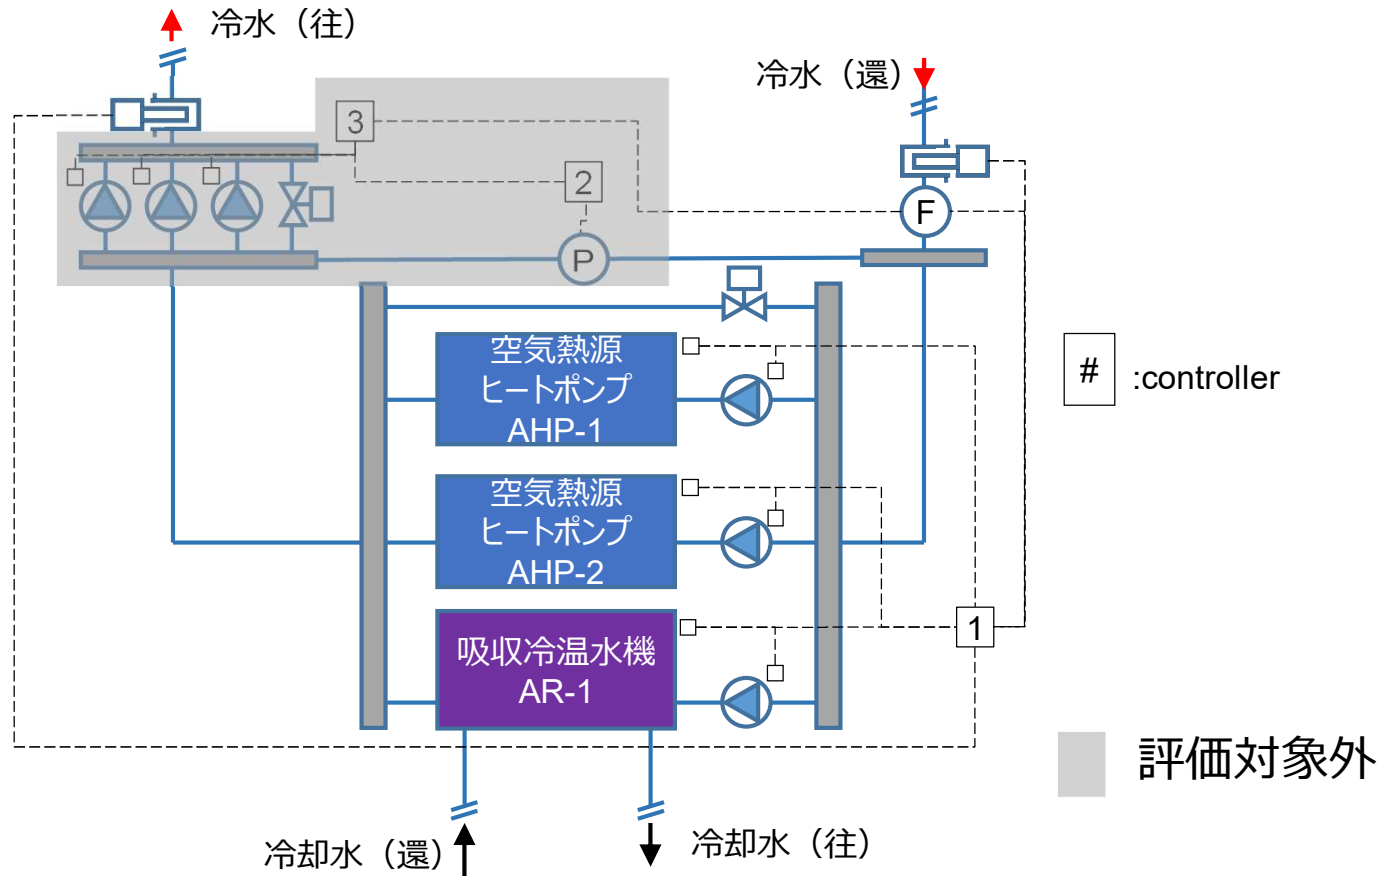 冷水（往）
冷水（還）
3
2
F
P
空気熱源
ヒートポンプ
AHP-1
# :controller
空気熱源
ヒートポンプ
AHP-2
1
吸収冷温水機
AR-1
評価対象外
冷却水（還）
冷却水（往）